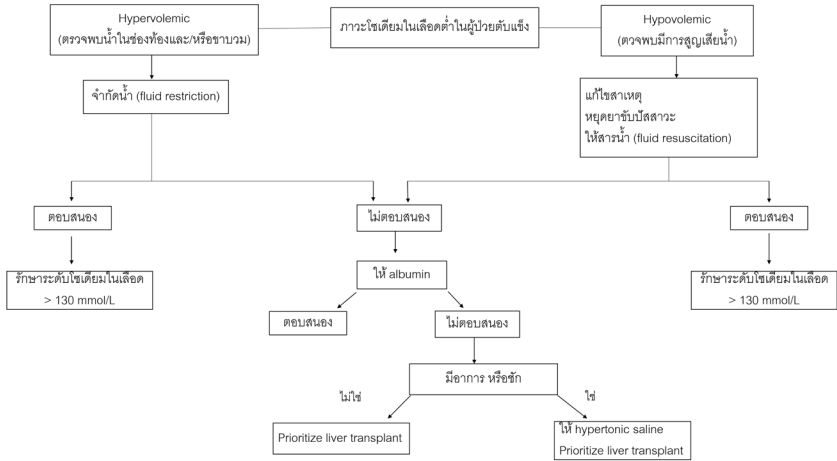 Hypervolemic
(ตรวจพบน้ำในช่องท้องและ/หรือขาบวม)
ภาวะโซเดียมในเลือดต่ำในผู้ป่วยตับแข็ง
Hypovolemic
(ตวจพบมีการสูญเสียน้ำ)
จำกัดน้ำ (fluid restriction)
แก้ไขสาเหตุ
หยุดยาขับปัสสาวะ
ให้สารน้ำ (fluid resuscitation)
ตอบสนอง
ไม่ตอบสนอง
ตอบสนอง
รักษาระดับโซเดียมในเลือด
> 130 mmol/L
ให้ albumin
รักษาระดับโซเดียมในเลือด
> 130 mmol/L
ตอบสนอง
ไม่ตอบสนอง
มีอาการ หรือชัก
ไม่ใช่
ใช่
Prioritize liver transplant
ให้ hypertonic saline
Prioritize liver transplant